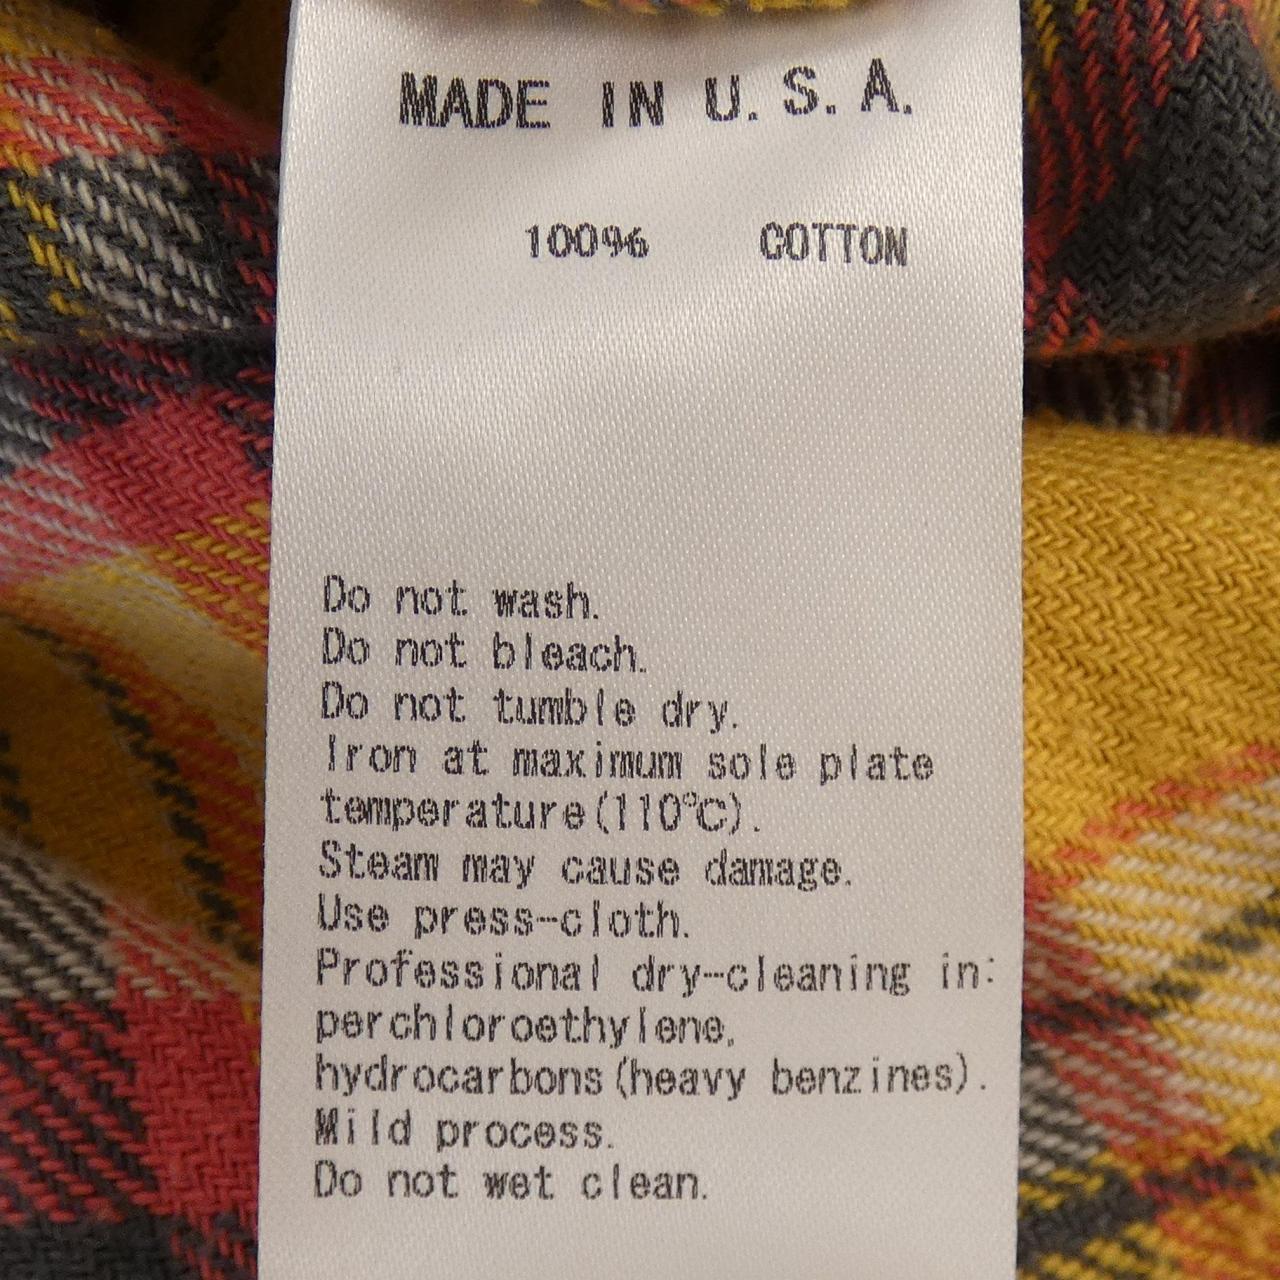 MADE IN U.S.A.
100% COTTON
Do not wash.
Do not bleach.
Do not tumble dry.
Iron at maximum sole plate
temperature(110℃).
Steam may cause damage.
Use press-cloth.
Professional dry-cleaning in:
perchloroethylene,
hydrocarbons(heavy benzines).
Mild process.
Do not wet clean.